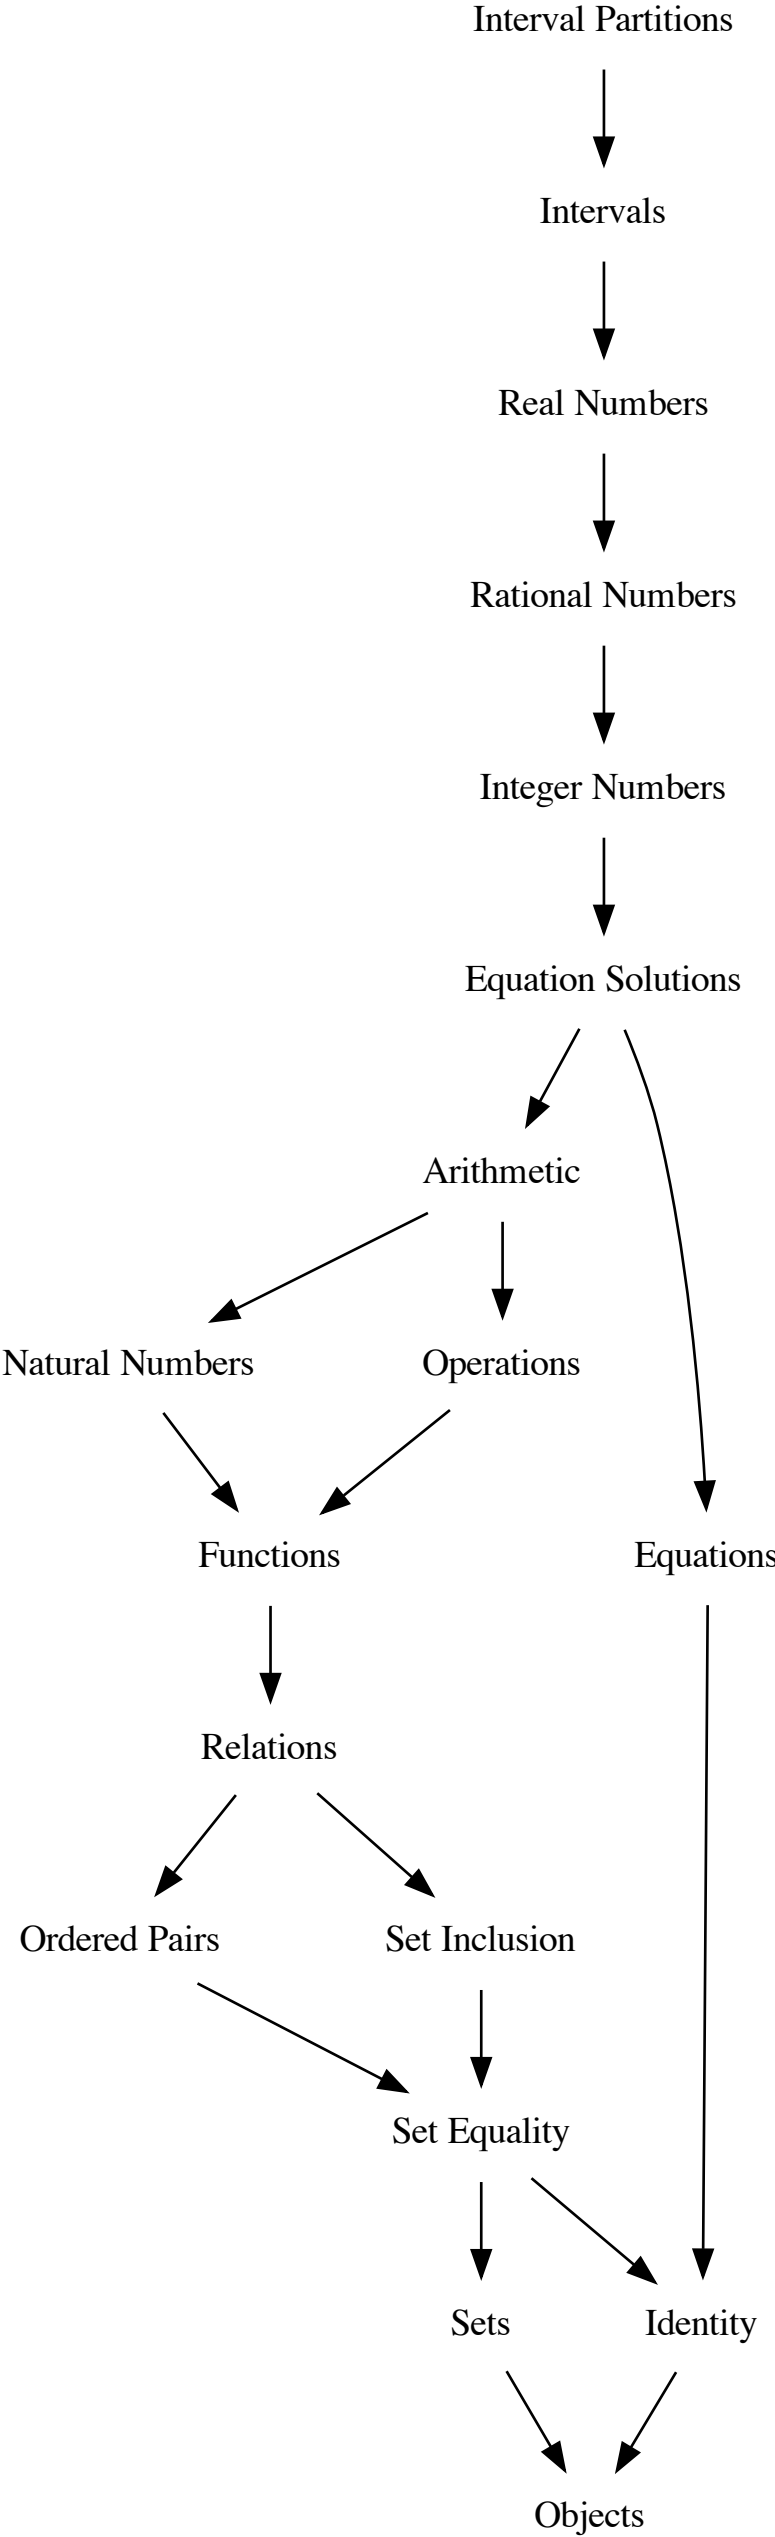 Interval Partitions
Intervals
Real Numbers
Rational Numbers
Integer Numbers
Equation Solutions
Arithmetic
Natural Numbers
Operations
Functions
Equations
Relations
Ordered Pairs
Set Inclusion
Set Equality
Sets
Identity
Objects